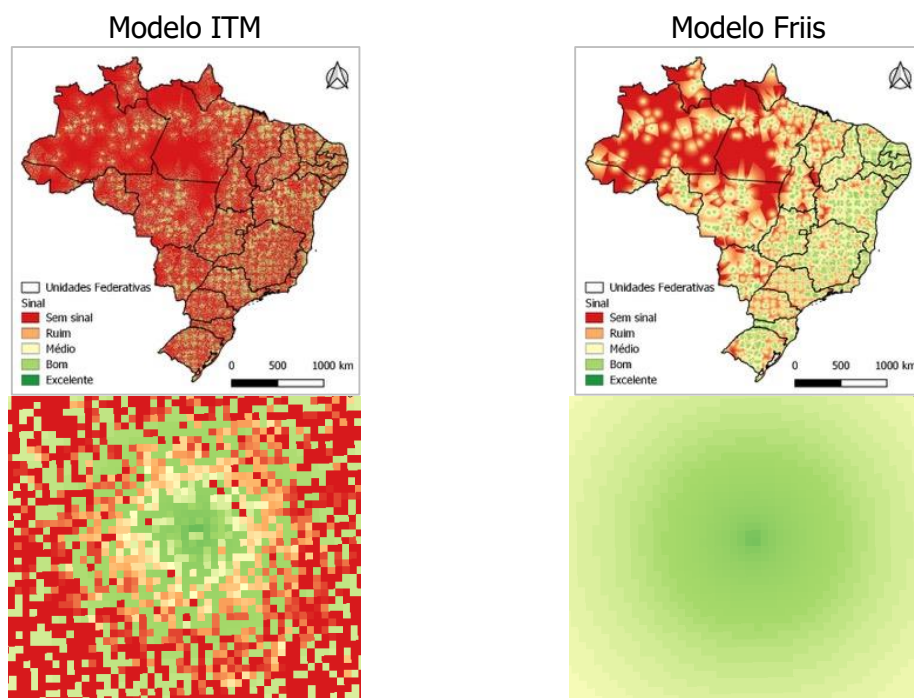 Modelo ITM
Unidades Federativas
Sinal
Sem sinal
Ruim
Médio
Bom
Excelente
0 500 1000 km
Modelo Friis
Unidades Federativas
Sinal
Sem sinal
Ruim
Médio
Bom
Excelente
0 500 1000 km